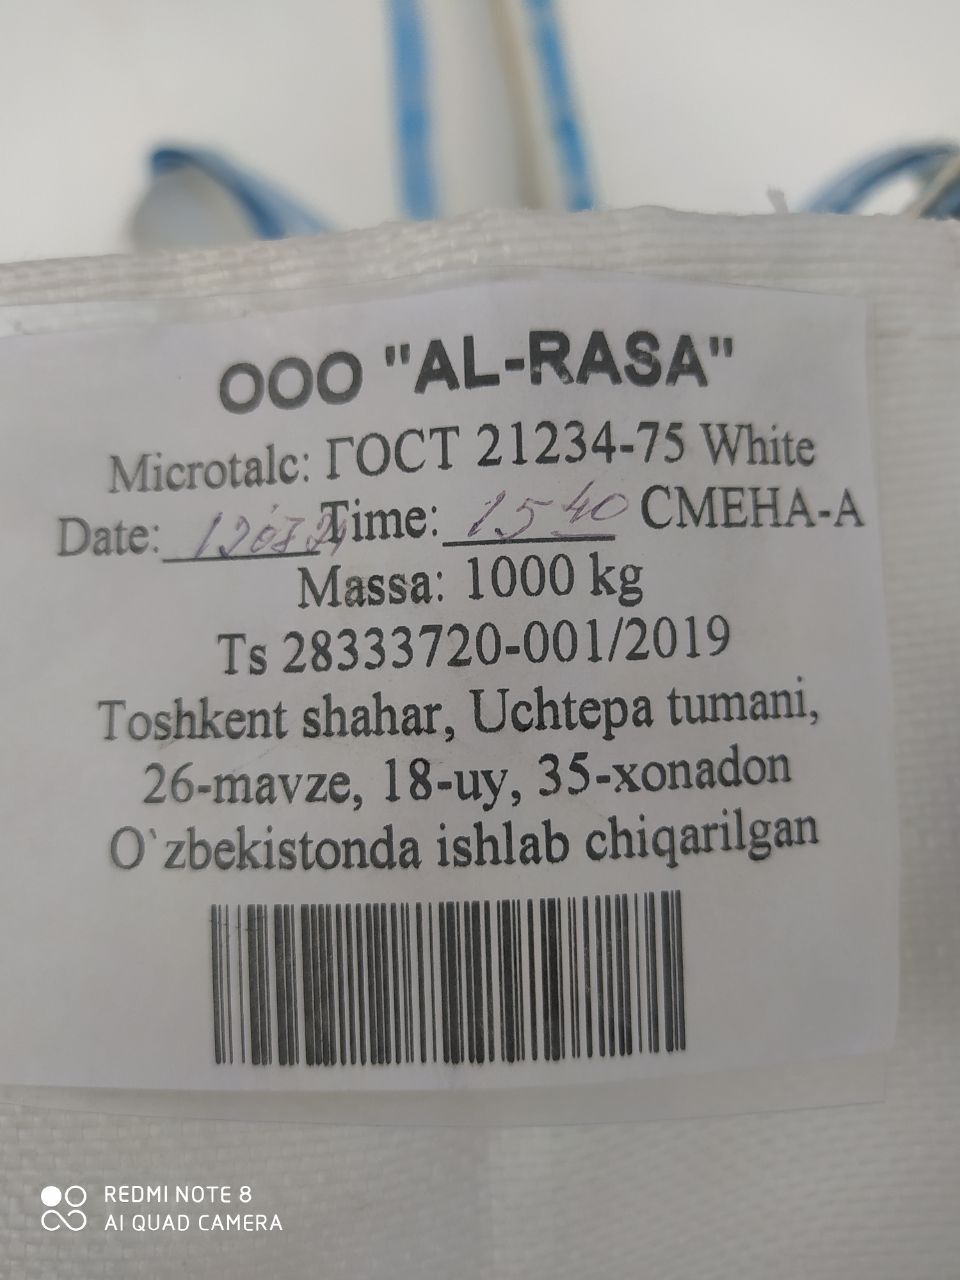 ООО "AL-RASA"
Microtalc: ГОСТ 21234-75 White
Date: Time: 15 40 СМЕНА-А
Massa: 1000 kg
Ts 28333720-001/2019
Toshkent shahar, Uchtepa tumani,
26-mavze, 18-uy, 35-xonadon
O`zbekistonda ishlab chiqarilgan
REDMI NOTE 8
AI QUAD CAMERA